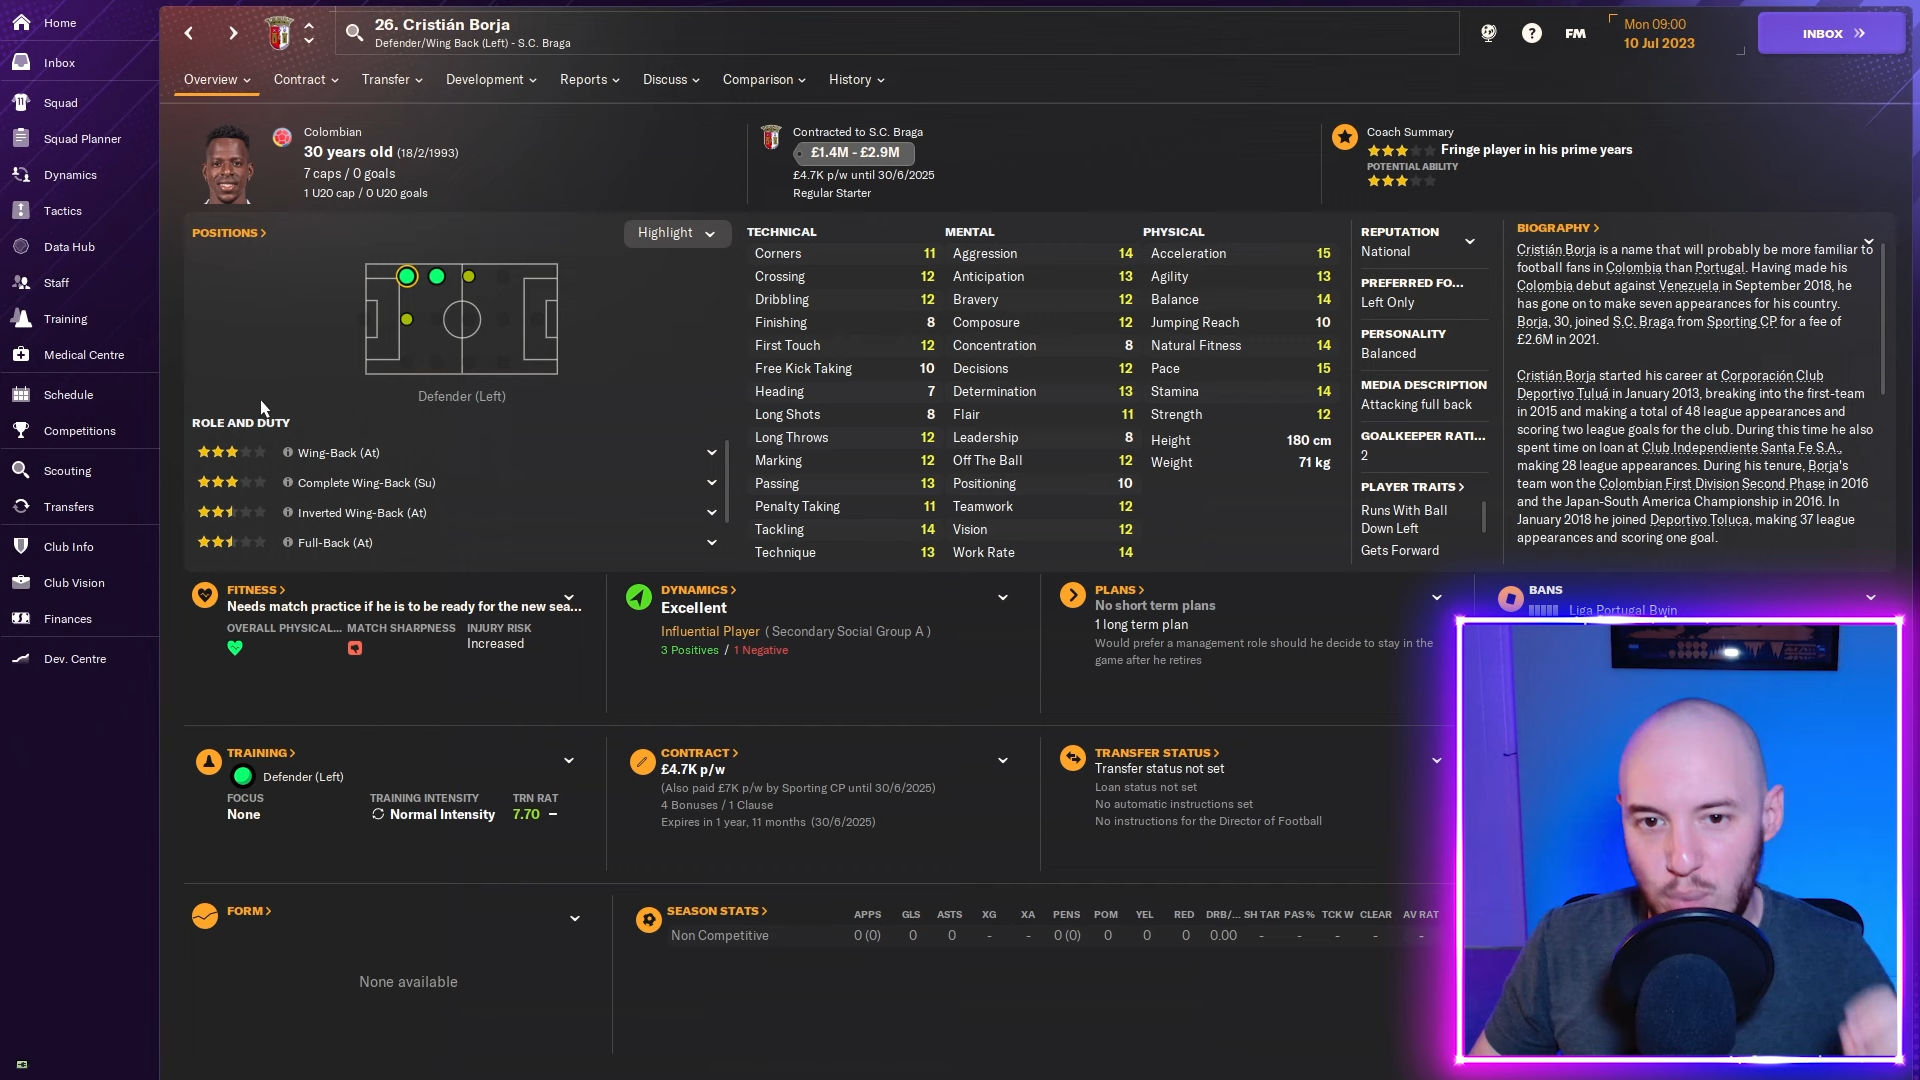 Home
Inbox
Squad
Squad Planner
Dynamics
Tactics
Data Hub
Staff
Training
Medical Centre
Schedule
Competitions
Scouting
Transfers
Club Info
Club Vision
Finances
Dev. Centre
26. Cristián Borja
Defender/Wing Back (Left) - S.C. Braga
FM
Mon 09:00
10 Jul 2023
INBOX
Overview Contract Transfer Development Reports Discuss Comparison History
Colombian
30 years old (18/2/1993)
7 caps / 0 goals
1 U20 cap / 0 U20 goals
Contracted to S.C. Braga
£1.4M - £2.9M
£4.7K p/w until 30/6/2025
Regular Starter
Coach Summary
Fringe player in his prime years
POTENTIAL ABILITY
POSITIONS
Highlight
Defender (Left)
ROLE AND DUTY
Wing-Back (At)
Complete Wing-Back (Su)
Inverted Wing-Back (At)
Full-Back (At)
TECHNICAL
Corners 11
Crossing 12
Dribbling 12
Finishing 8
First Touch 12
Free Kick Taking 10
Heading 7
Long Shots 8
Long Throws 12
Marking 12
Passing 13
Penalty Taking 11
Tackling 14
Technique 13
MENTAL
Aggression 14
Anticipation 13
Bravery 12
Composure 12
Concentration 8
Decisions 12
Determination 13
Flair 11
Leadership 8
Off The Ball 12
Positioning 10
Teamwork 12
Vision 12
Work Rate 14
PHYSICAL
Acceleration 15
Agility 13
Balance 14
Jumping Reach 10
Natural Fitness 14
Pace 15
Stamina 14
Strength 12
Height 180 cm
Weight 71 kg
REPUTATION
National
PREFERRED FO...
Left Only
PERSONALITY
Balanced
MEDIA DESCRIPTION
Attacking full back
GOALKEEPER RATI...
2
PLAYER TRAITS
Runs With Ball
Down Left
Gets Forward
BIOGRAPHY
Cristián Borja is a name that will probably be more familiar to
football fans in Colombia than Portugal. Having made his
Colombia debut against Venezuela in September 2018, he
has gone on to make seven appearances for his country.
Borja, 30, joined S.C. Braga from Sporting CP for a fee of
£2.6M in 2021.
Cristián Borja started his career at Corporación Club
Deportivo Tuluá in January 2013, breaking into the first-team
in 2015 and making a total of 48 league appearances and
scoring two league goals for the club. During this time he also
spent time on loan at Club Independiente Santa Fe S.A.,
making 28 league appearances. During his tenure, Borja's
team won the Colombian First Division Second Phase in 2016
and the Japan-South America Championship in 2016. In
January 2018 he joined Deportivo Toluca, making 37 league
appearances and scoring one goal.
FITNESS
Needs match practice if he is to be ready for the new sea...
OVERALL PHYSICAL... MATCH SHARPNESS INJURY RISK
Increased
DYNAMICS
Excellent
Influential Player ( Secondary Social Group A )
3 Positives / 1 Negative
PLANS
No short term plans
1 long term plan
Would prefer a management role should he decide to stay in the
game after he retires
BANS
Liga Portugal Bwin
TRAINING
Defender (Left)
FOCUS TRAINING INTENSITY TRN RAT
None Normal Intensity 7.70 –
CONTRACT
£4.7K p/w
(Also paid £7K p/w by Sporting CP until 30/6/2025)
4 Bonuses / 1 Clause
Expires in 1 year, 11 months (30/6/2025)
TRANSFER STATUS
Transfer status not set
Loan status not set
No automatic instructions set
No instructions for the Director of Football
FORM
None available
SEASON STATS APPS GLS ASTS XG XA PENS POM YEL RED DRB/... SH TAR PAS % TCK W CLEAR AV RAT
Non Competitive 0 (0) 0 0 - - 0 (0) 0 0 0 0.00 - - - - -